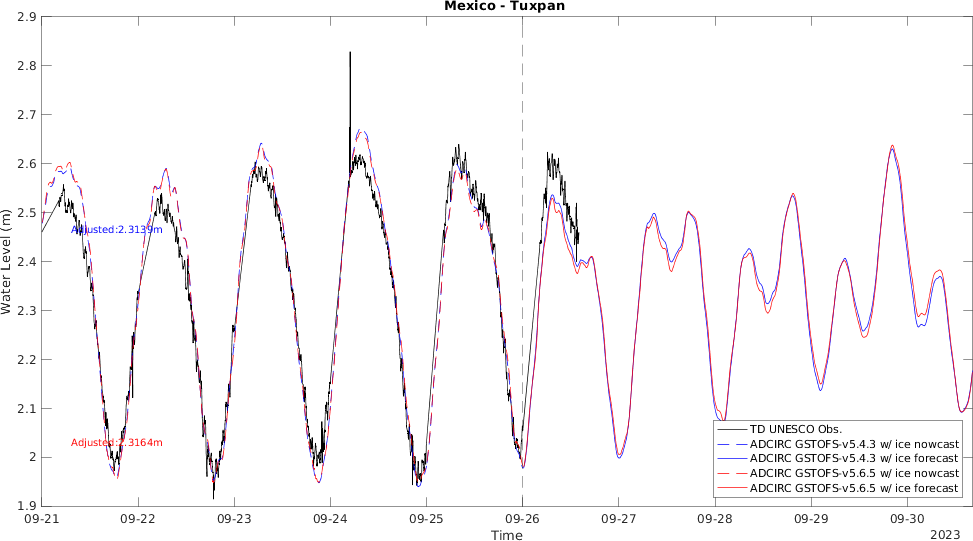 Mexico - Tuxpan
Water Level (m)
2.9
2.8
2.7
2.6
2.5
2.4
2.3
2.2
2.1
2
1.9
Adjusted:2.3139m
Adjusted:2.3164m
TD UNESCO Obs.
ADCIRC GSTOFS-v5.4.3 w/ ice nowcast
ADCIRC GSTOFS-v5.4.3 w/ ice forecast
ADCIRC GSTOFS-v5.6.5 w/ ice nowcast
ADCIRC GSTOFS-v5.6.5 w/ ice forecast
09-21 09-22 09-23 09-24 09-25 09-26 09-27 09-28 09-29 09-30
Time
2023